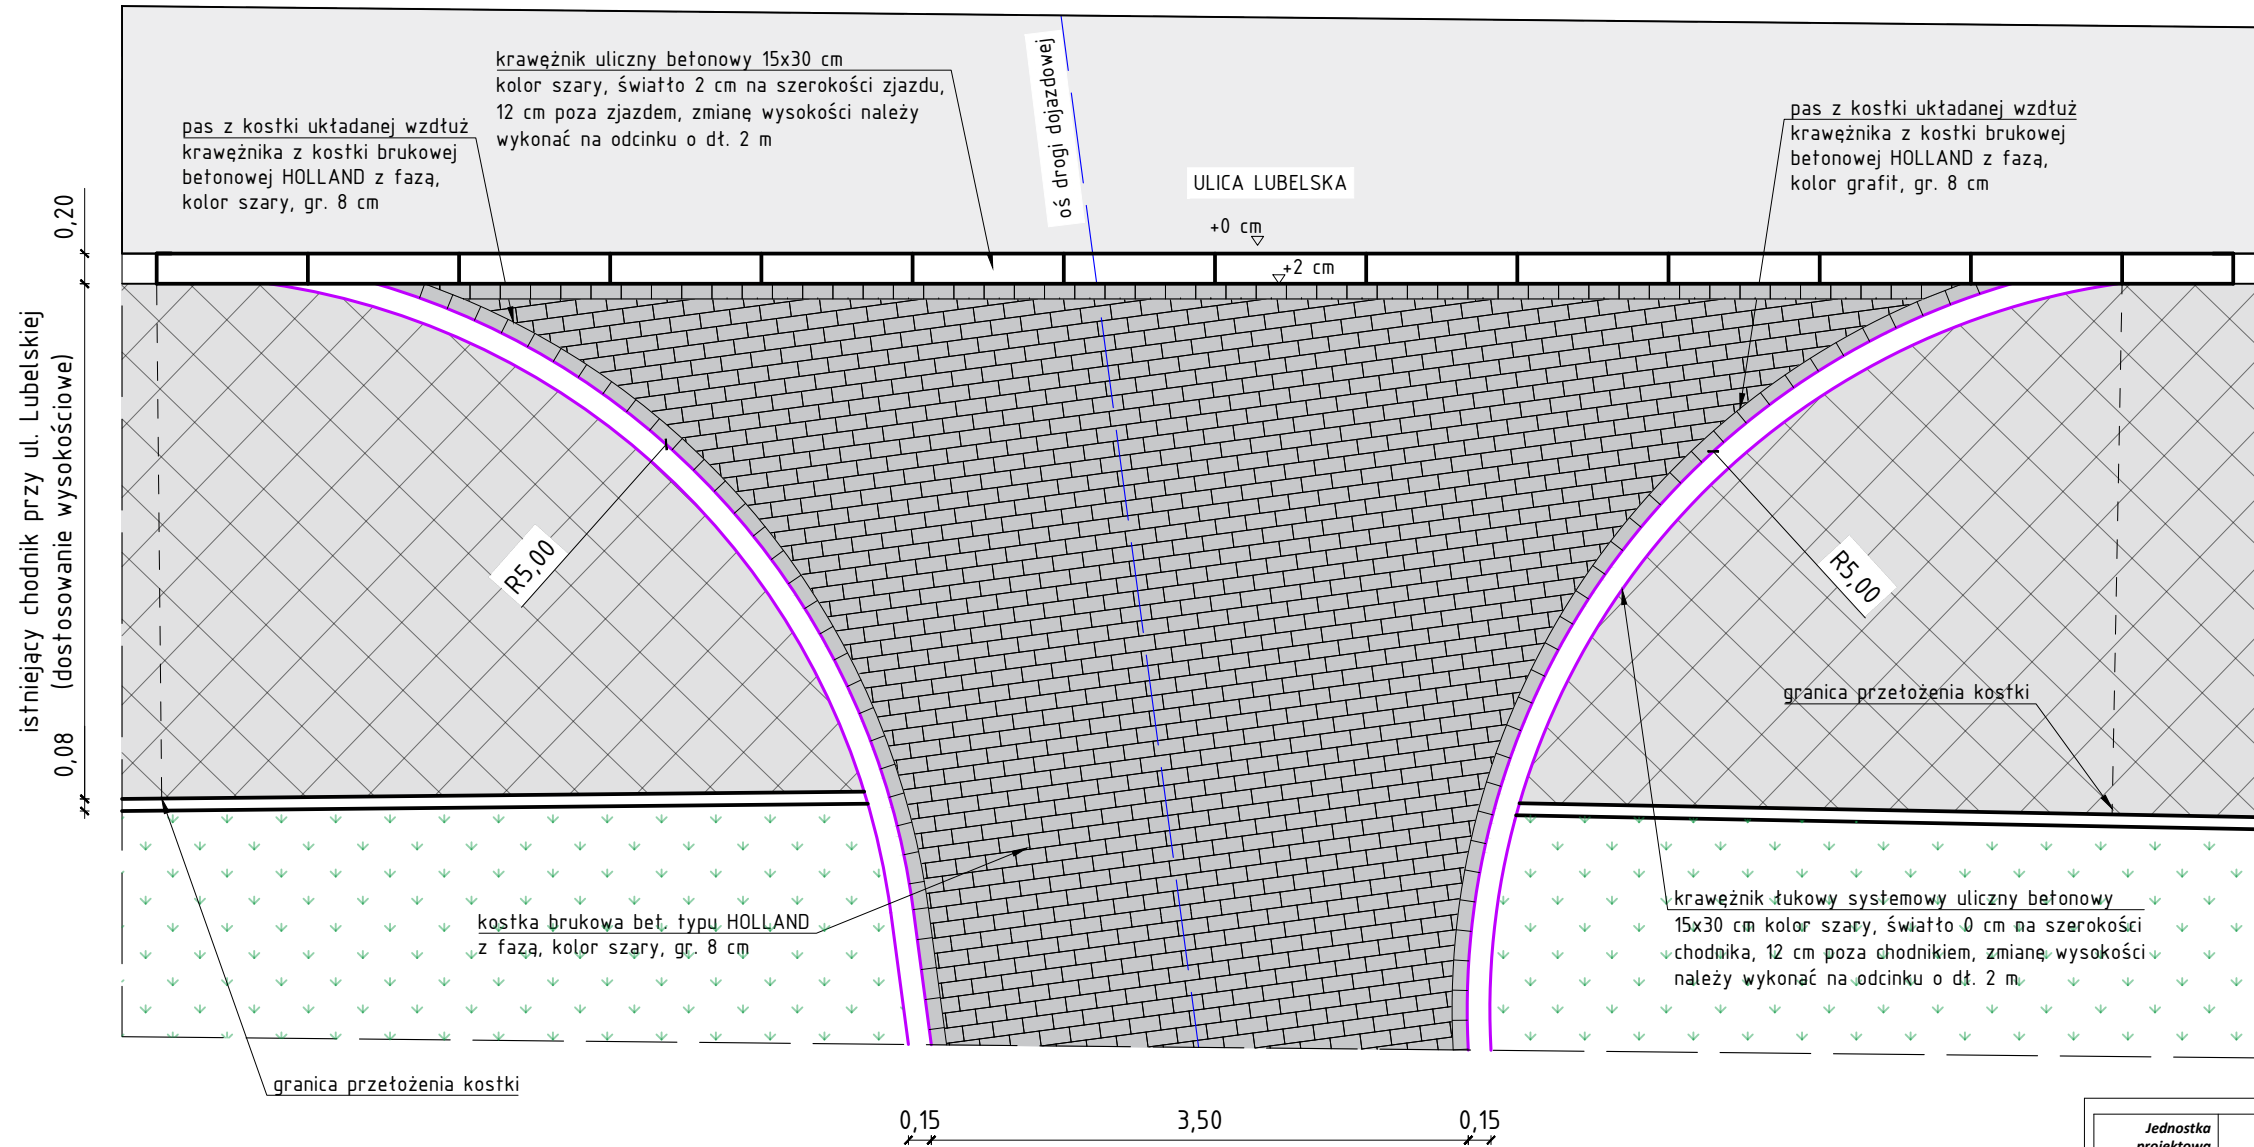 krawężnik uliczny betonowy 15x30 cm
kolor szary, światło 2 cm na szerokości zjazdu,
12 cm poza zjazdem, zmianę wysokości należy
wykonać na odcinku o dł. 2 m
pas z kostki układanej wzdłuż
krawężnika z kostki brukowej
betonowej HOLLAND z fazą,
kolor szary, gr. 8 cm
oś drogi dojazdowej
ULICA LUBELSKA
+0 cm
+2 cm
pas z kostki układanej wzdłuż
krawężnika z kostki brukowej
betonowej HOLLAND z fazą,
kolor grafit, gr. 8 cm
0,20
istniejący chodnik przy ul. Lubelskiej
(dostosowanie wysokościowe)
0,08
R5,00
R5,00
granica przełożenia kostki
kostka brukowa bet. typu HOLLAND
z fazą, kolor szary, gr. 8 cm
krawężnik łukowy systemowy uliczny betonowy
15x30 cm kolor szary, światło 0 cm na szerokości
chodnika, 12 cm poza chodnikiem, zmianę wysokości
należy wykonać na odcinku o dł. 2 m
granica przełożenia kostki
0,15
3,50
0,15
Jednostka
projektowa